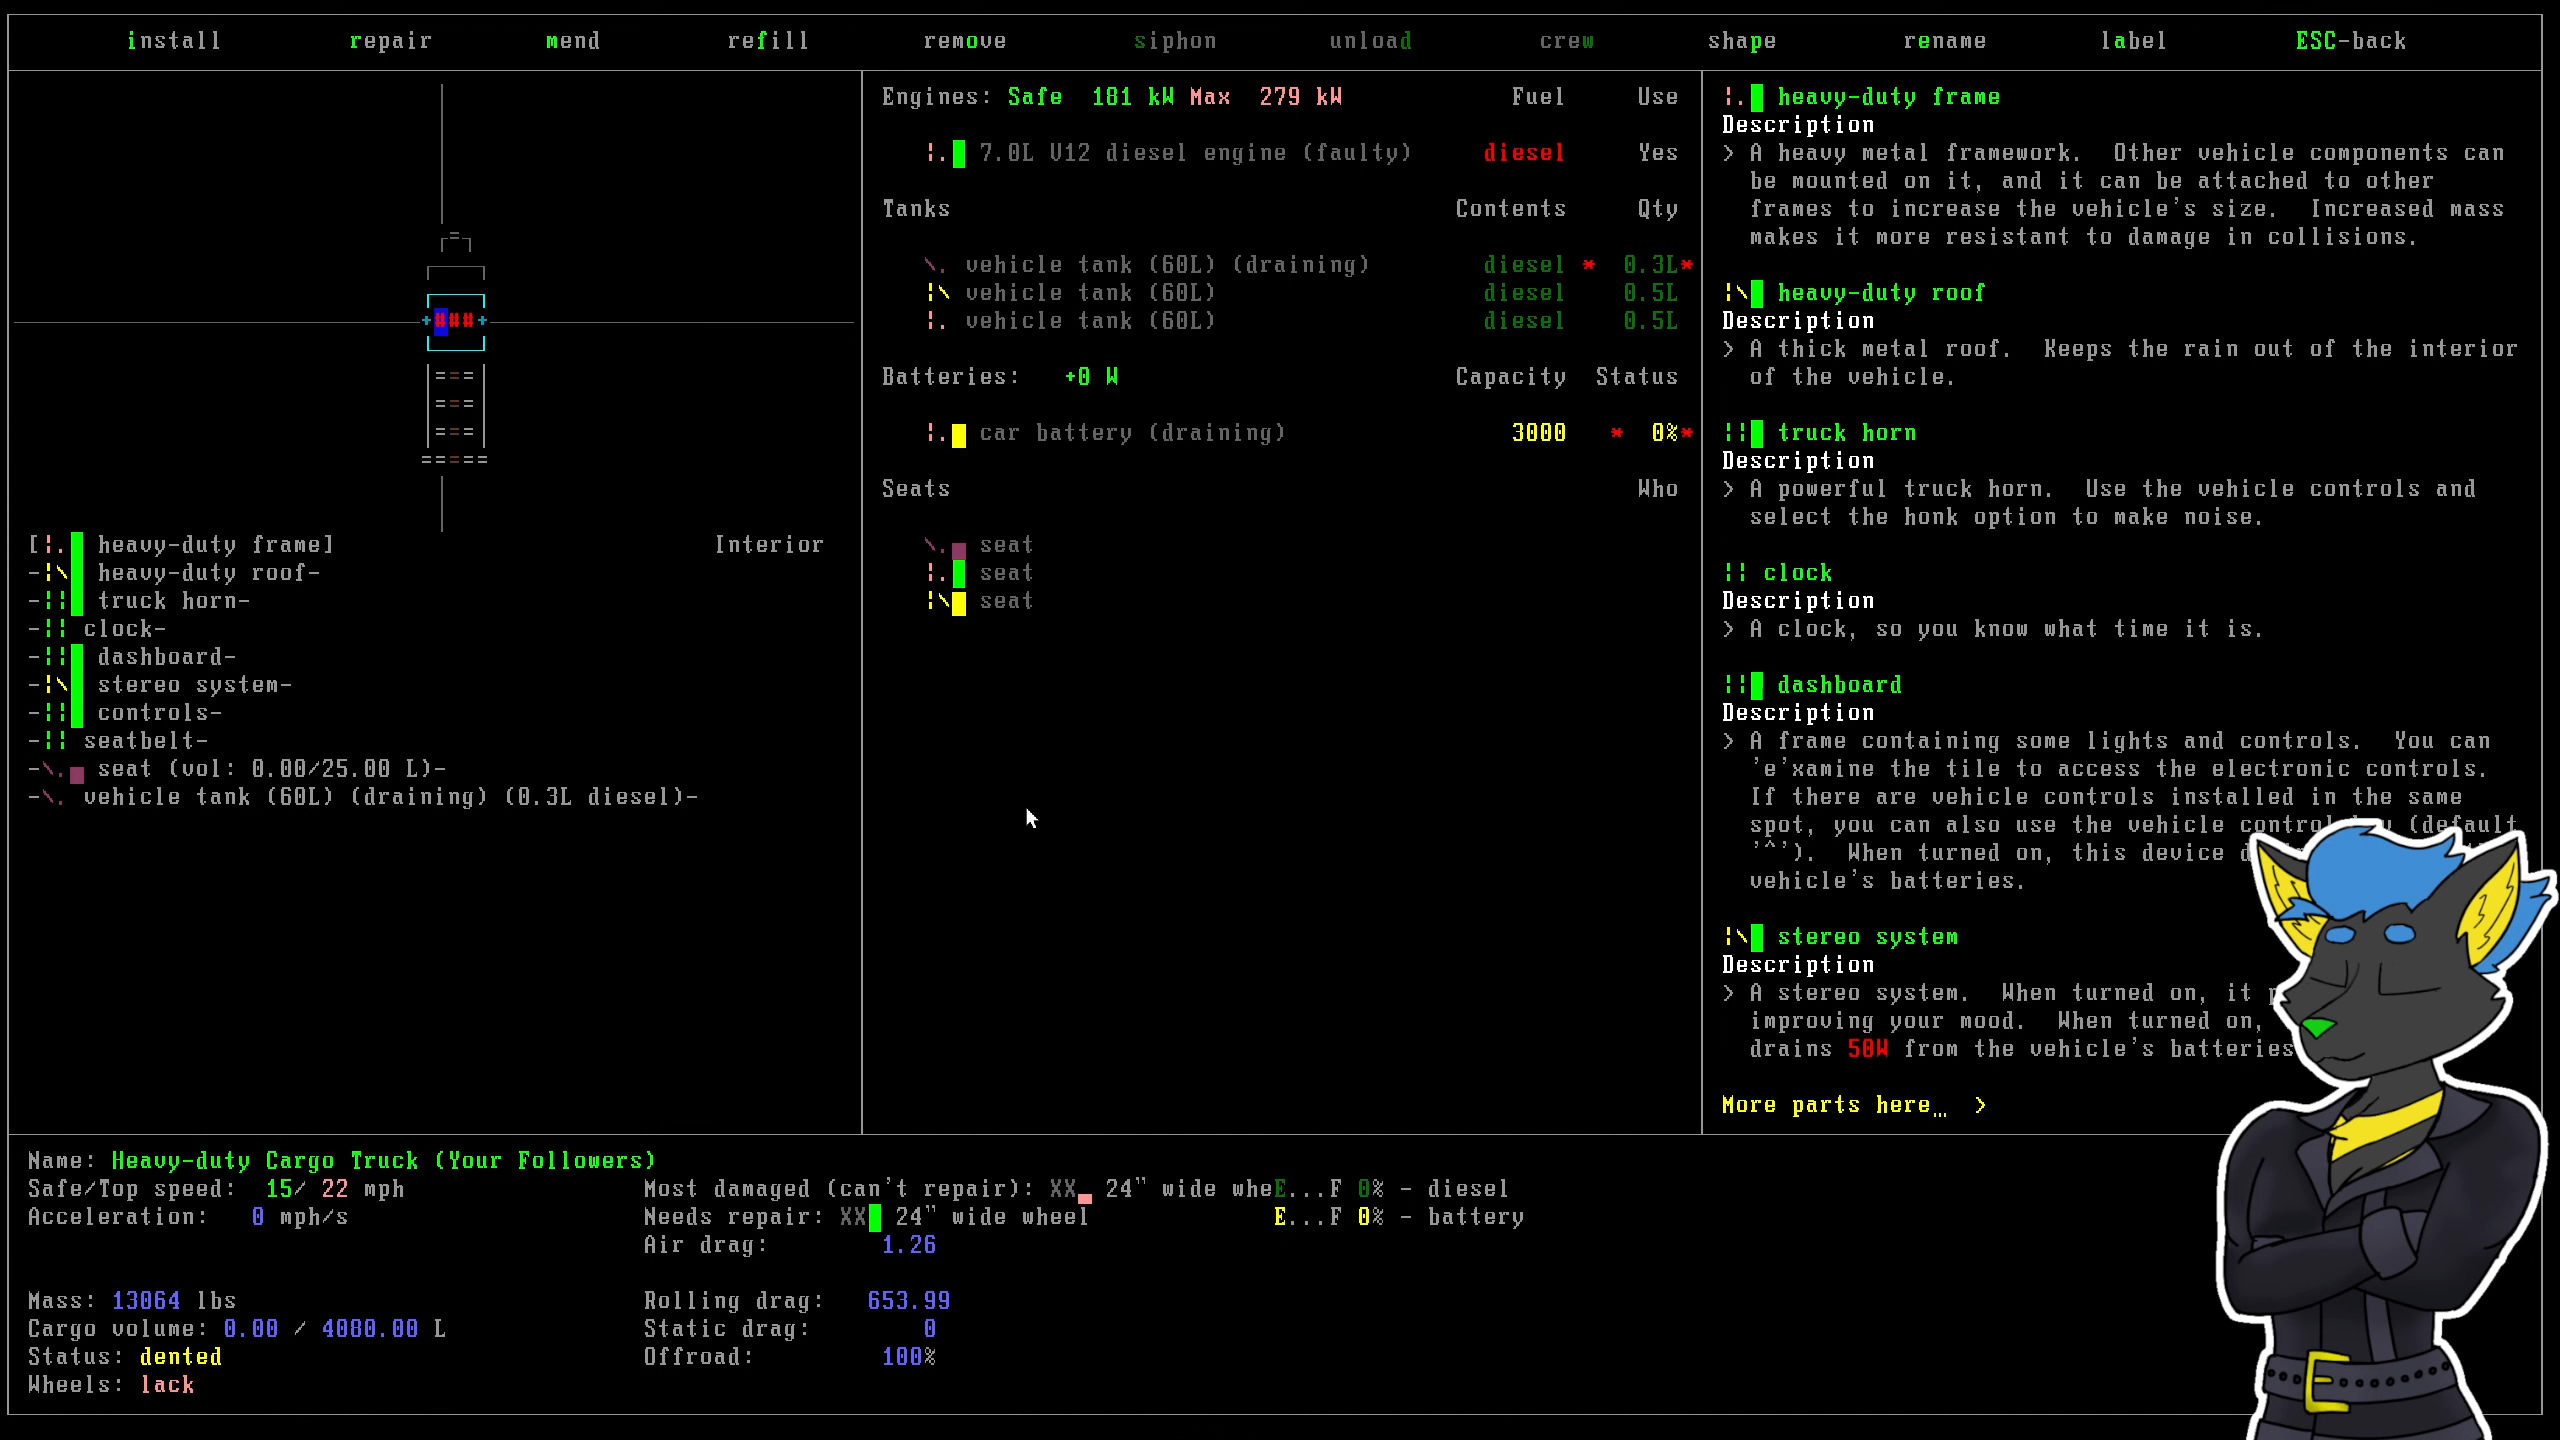 install repair mend refill remove siphon unload crew shape rename label ESC-back
[¦. heavy-duty frame] Interior
-¦\ heavy-duty roof-
-¦¦ truck horn-
-¦¦ clock-
-¦¦ dashboard-
-¦\ stereo system-
-¦¦ controls-
-¦¦ seatbelt-
-\. seat (vol: 0.00/25.00 L)-
-\. vehicle tank (60L) (draining) (0.3L diesel)-
Engines: Safe 181 kW Max 279 kW Fuel Use
¦. 7.0L V12 diesel engine (faulty) diesel Yes
Tanks Contents Qty
\. vehicle tank (60L) (draining) diesel * 0.3L*
¦\ vehicle tank (60L) diesel 0.5L
¦. vehicle tank (60L) diesel 0.5L
Batteries: +0 W Capacity Status
¦. car battery (draining) 3000 * 0%*
Seats Who
\. seat
¦. seat
¦\ seat
¦. heavy-duty frame
Description
> A heavy metal framework. Other vehicle components can
be mounted on it, and it can be attached to other
frames to increase the vehicle's size. Increased mass
makes it more resistant to damage in collisions.
¦\ heavy-duty roof
Description
> A thick metal roof. Keeps the rain out of the interior
of the vehicle.
¦¦ truck horn
Description
> A powerful truck horn. Use the vehicle controls and
select the honk option to make noise.
¦¦ clock
Description
> A clock, so you know what time it is.
¦¦ dashboard
Description
> A frame containing some lights and controls. You can
'e'xamine the tile to access the electronic controls.
If there are vehicle controls installed in the same
spot, you can also use the vehicle control (default
'^'). When turned on, this device
vehicle's batteries.
¦\ stereo system
Description
> A stereo system. When turned on, it
improving your mood. When turned on,
drains 50W from the vehicle's batteries
More parts here… >
Name: Heavy-duty Cargo Truck (Your Followers)
Safe/Top speed: 15/ 22 mph
Acceleration: 0 mph/s
Mass: 13064 lbs
Cargo volume: 0.00 / 4080.00 L
Status: dented
Wheels: lack
Most damaged (can't repair): XX 24" wide whe
Needs repair: XX 24" wide wheel
Air drag: 1.26
Rolling drag: 653.99
Static drag: 0
Offroad: 100%
E...F 0% - diesel
E...F 0% - battery